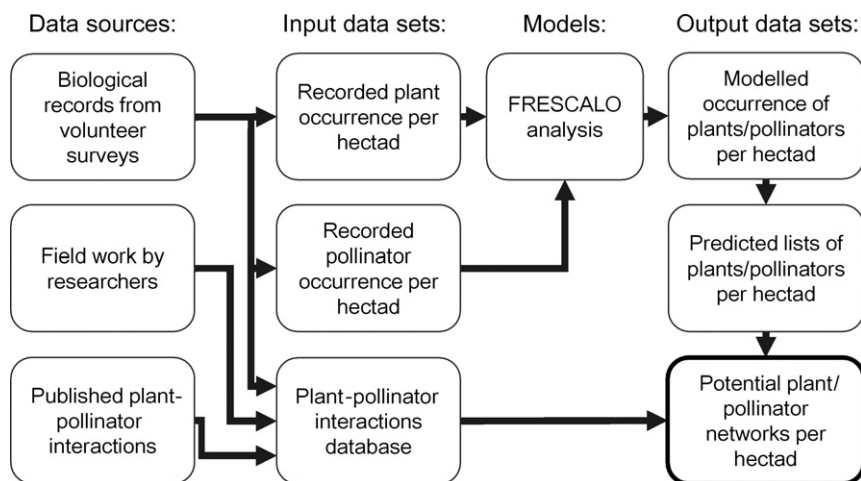 Data sources:
Input data sets:
Models:
Output data sets:
Biological
records from
volunteer
surveys
Recorded plant
occurrence per
hectad
FRESCALO
analysis
Modelled
occurrence of
plants/pollinators
per hectad
Field work by
researchers
Recorded
pollinator
occurrence per
hectad
Predicted lists of
plants/pollinators
per hectad
Published plant-
pollinator
interactions
Plant-pollinator
interactions
database
Potential plant/
pollinator
networks per
hectad